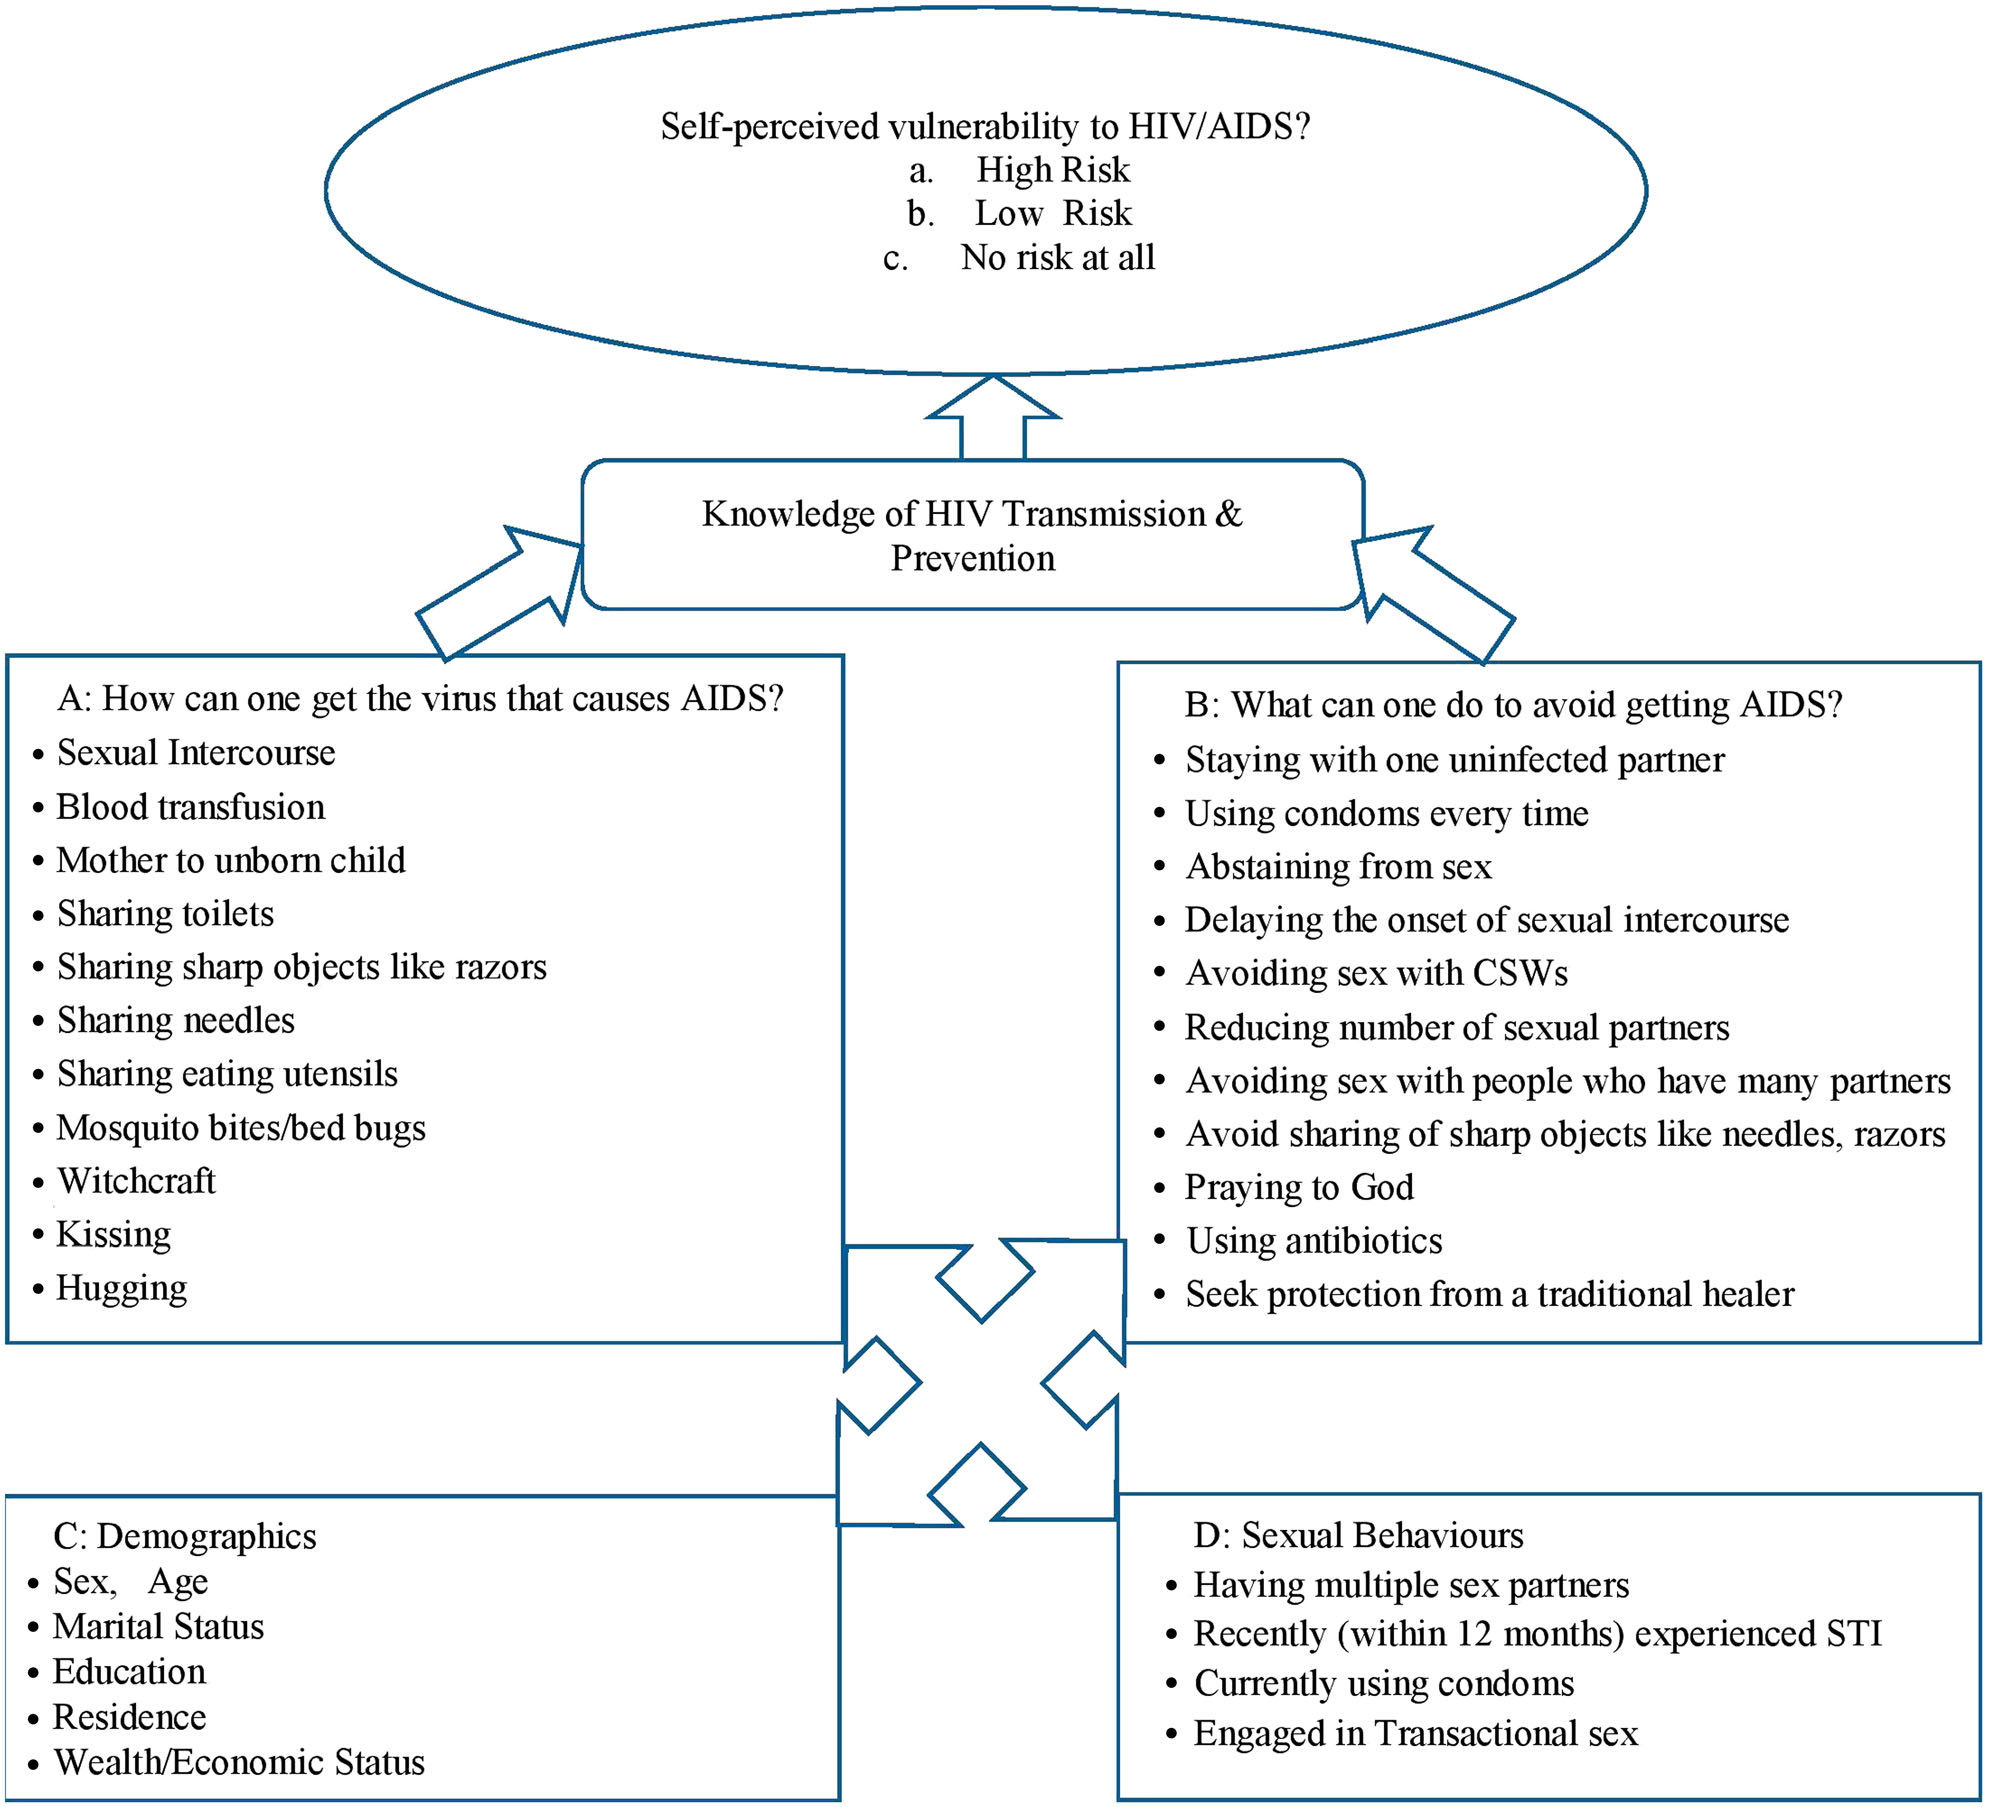 Self-perceived vulnerability to HIV/AIDS?
a. High Risk
b. Low Risk
c. No risk at all
Knowledge of HIV Transmission &
Prevention
A: How can one get the virus that causes AIDS?
• Sexual Intercourse
• Blood transfusion
• Mother to unborn child
• Sharing toilets
• Sharing sharp objects like razors
• Sharing needles
• Sharing eating utensils
• Mosquito bites/bed bugs
• Witchcraft
• Kissing
• Hugging
B: What can one do to avoid getting AIDS?
• Staying with one uninfected partner
• Using condoms every time
• Abstaining from sex
• Delaying the onset of sexual intercourse
• Avoiding sex with CSWs
• Reducing number of sexual partners
• Avoiding sex with people who have many partners
• Avoid sharing of sharp objects like needles, razors
• Praying to God
• Using antibiotics
• Seek protection from a traditional healer
C: Demographics
• Sex, Age
• Marital Status
• Education
• Residence
• Wealth/Economic Status
D: Sexual Behaviours
• Having multiple sex partners
• Recently (within 12 months) experienced STI
• Currently using condoms
• Engaged in Transactional sex